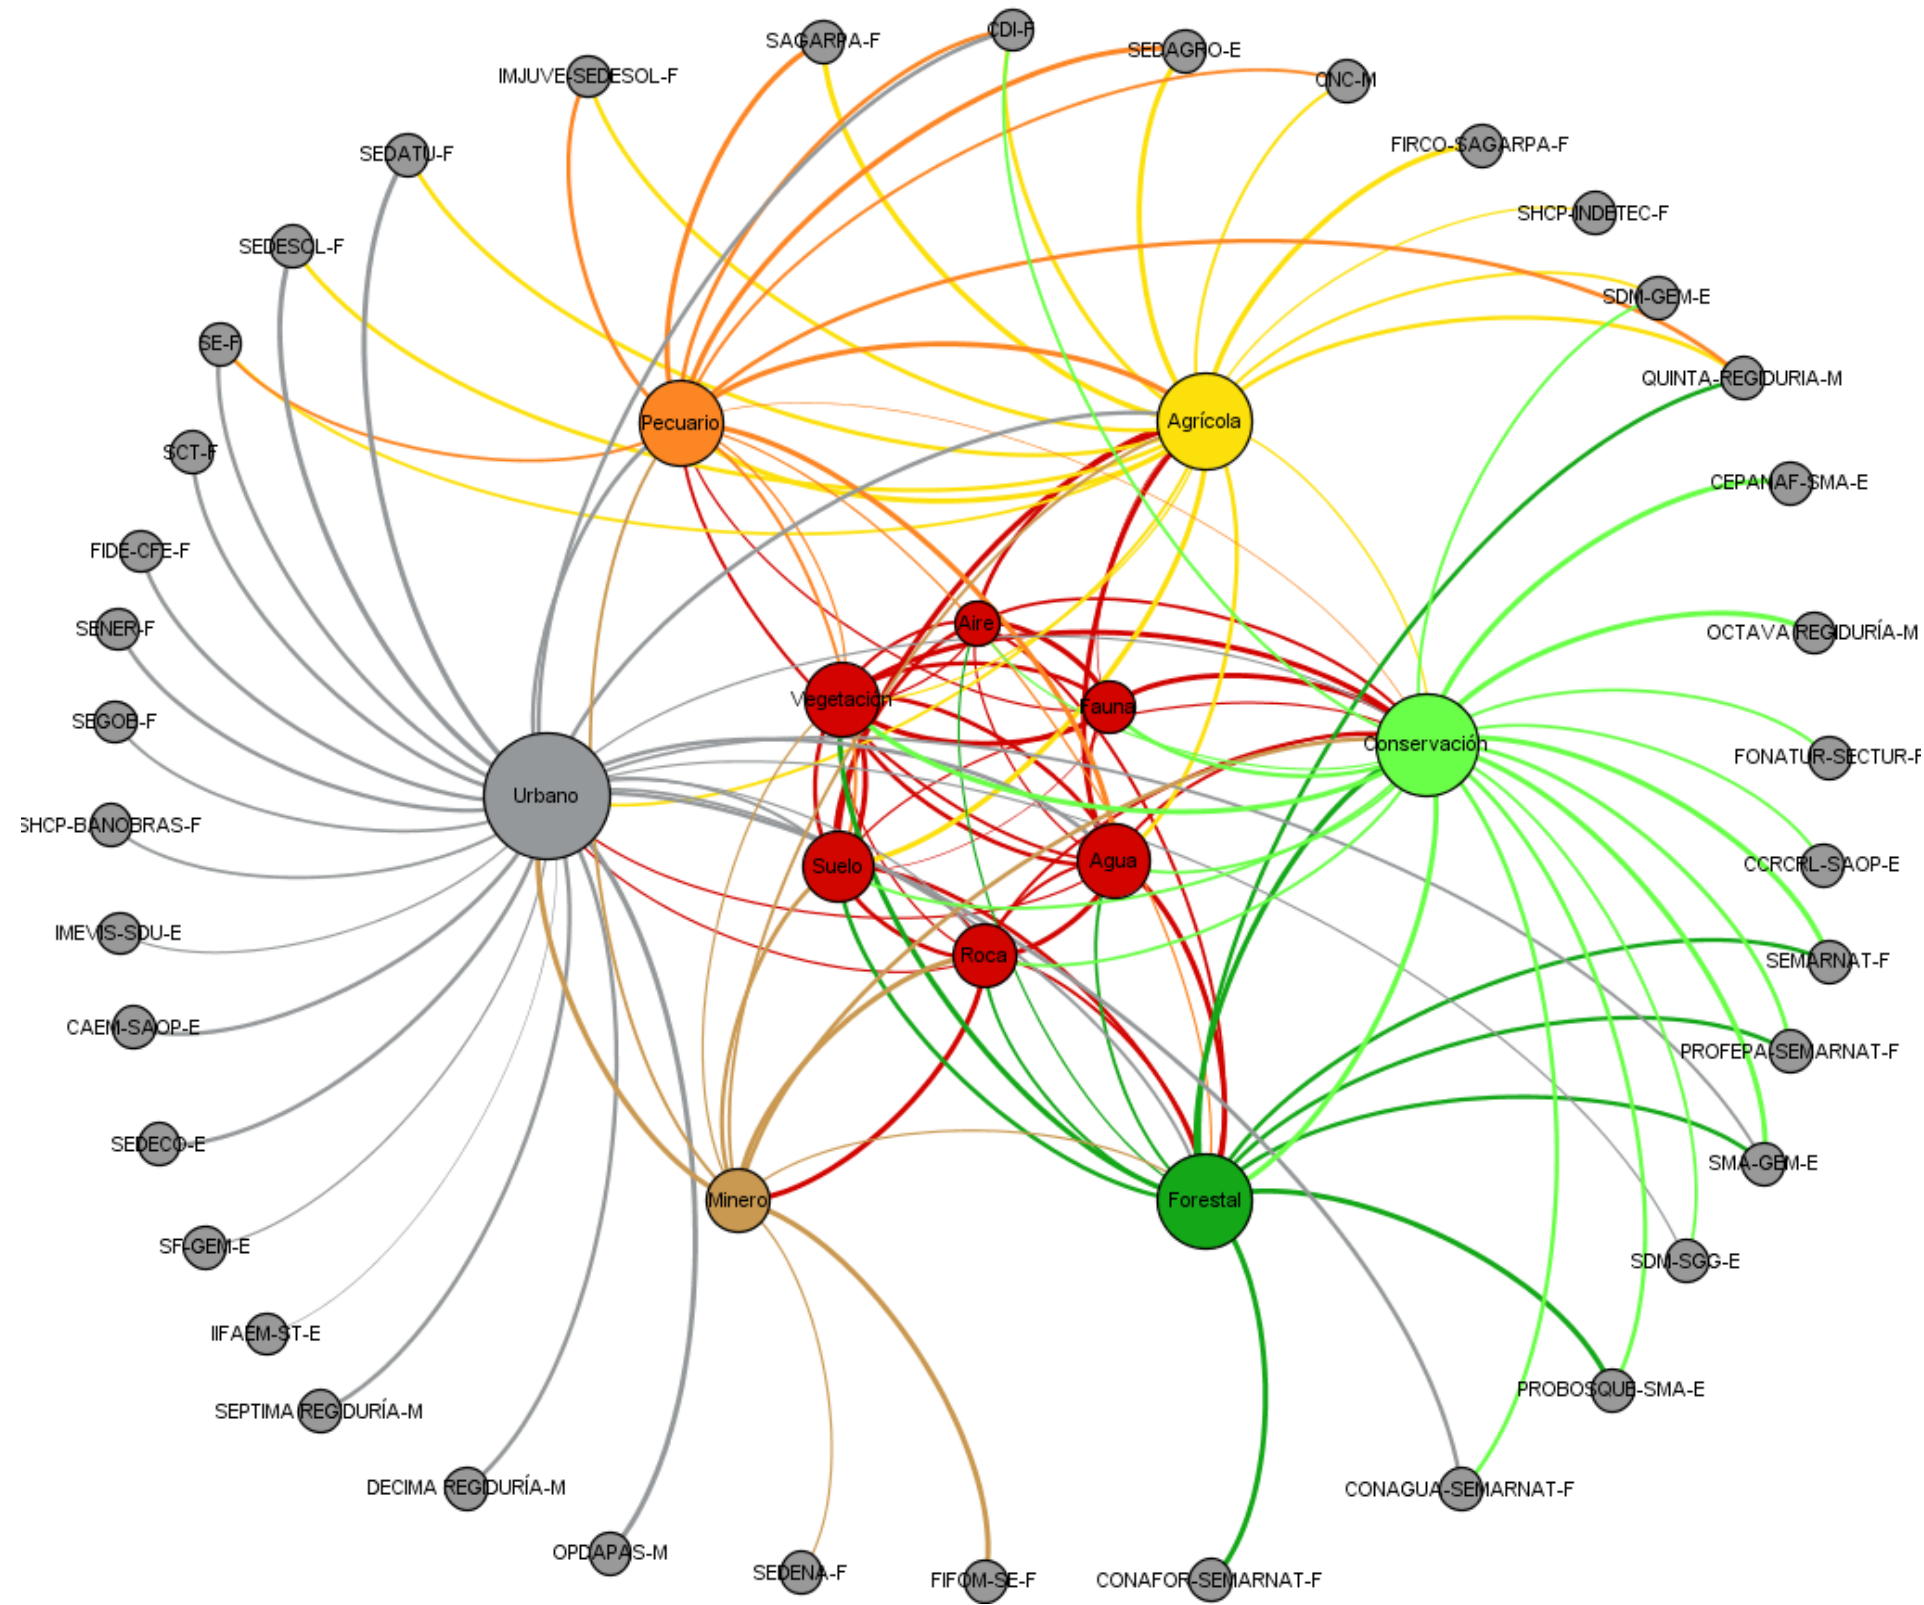 CDI-F
SAGARPA-F
SEDAGRO-E
IMJUVE-SEDESOL-F
CNC-M
FIRCO-SAGARPA-F
SEDATU-F
SHCP-INDETEC-F
SEDESOL-F
SDM-GEM-E
SE-F
QUINTA-REGIDURIA-M
Pecuario
Agrícola
SCT-F
CEPANAF-SMA-E
FIDE-CFE-F
Aire
SENER-F
OCTAVA REGIDURÍA-M
Vegetación
Fauna
SEGOB-F
Conservación
FONATUR-SECTUR-F
Urbano
SHCP-BANOBRAS-F
Suelo
Agua
CCRCRL-SAOP-E
IMEVIS-SDU-E
Roca
SEMARNAT-F
CAEM-SAOP-E
PROFEPA-SEMARNAT-F
SEDECO-E
SMA-GEM-E
Minero
Forestal
SF-GEM-E
SDM-SGG-E
IIFAEM-ST-E
PROBOSQUE-SMA-E
SEPTIMA REGIDURÍA-M
DECIMA REGIDURÍA-M
CONAGUA-SEMARNAT-F
OPDAPAS-M
SEDENA-F
FIFOM-SE-F
CONAFOR-SEMARNAT-F